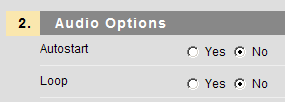 2. Audio Options
Autostart Yes No
Loop Yes No